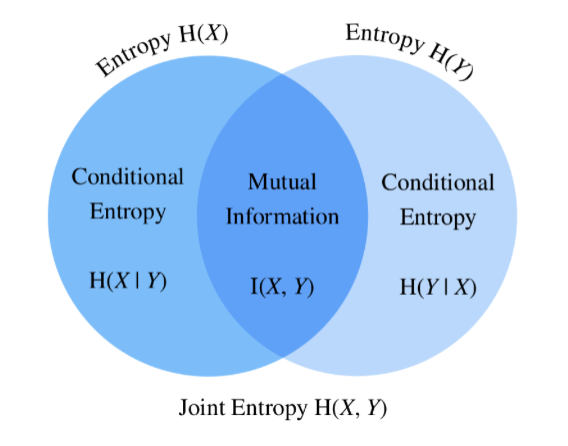 Entropy H(X)
Entropy H(Y)
Conditional
Entropy
H(X | Y)
Mutual
Information
I(X, Y)
Conditional
Entropy
H(Y | X)
Joint Entropy H(X, Y)